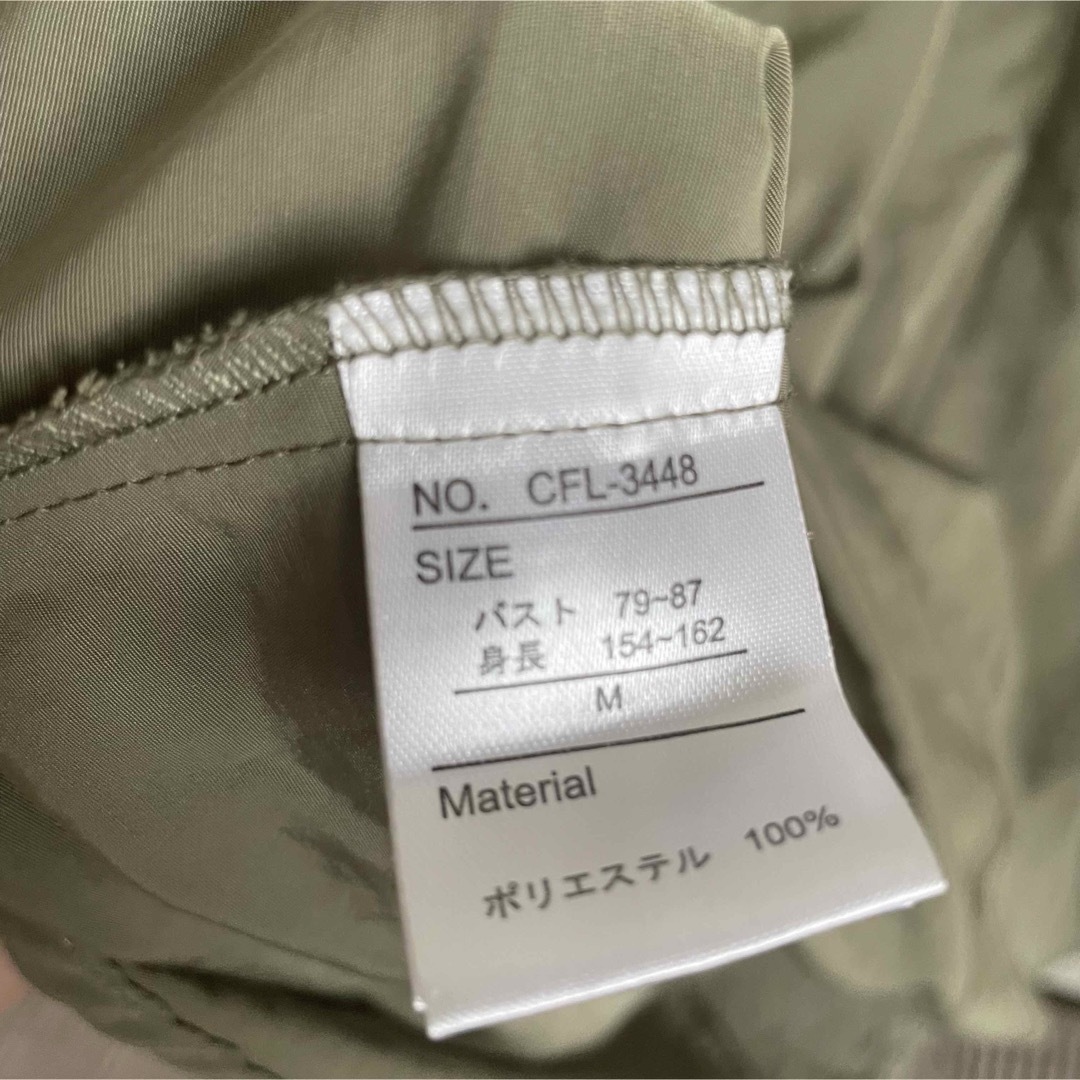 NO. CFL-3448
SIZE
バスト 79~87
身長 154~162
M
Material
ポリエステル 100%